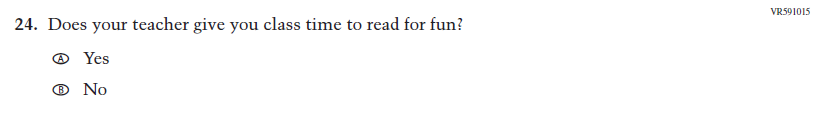 VR591015
24. Does your teacher give you class time to read for fun?
A Yes
B No